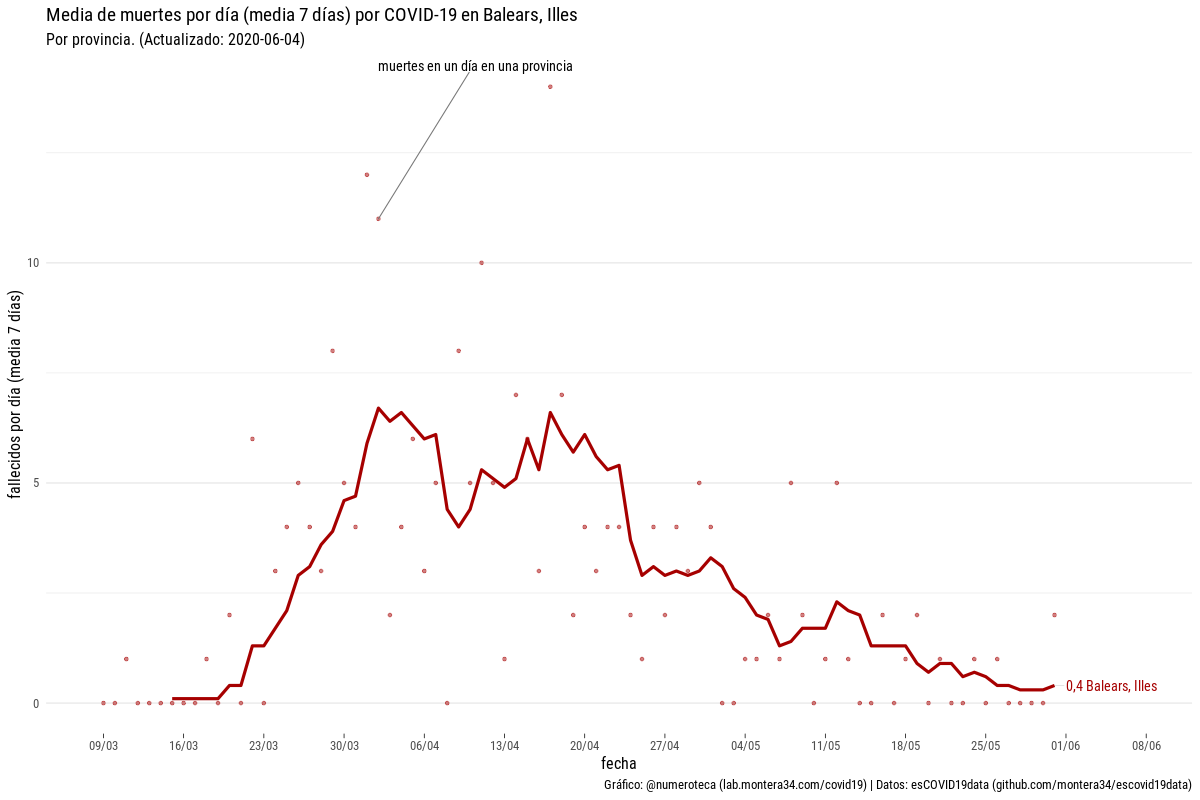 Media de muertes por día (media 7 días) por COVID-19 en Balears, Illes
Por provincia. (Actualizado: 2020-06-04)
muertes en un día en una provincia
10
5
0
fallecidos por día (media 7 días)
0,4 Balears, Illes
09/03 16/03 23/03 30/03 06/04 13/04 20/04 27/04 04/05 11/05 18/05 25/05 01/06 08/06
fecha
Gráfico: @numeroteca (lab.montera34.com/covid19) | Datos: esCOVID19data (github.com/montera34/escovid19data)